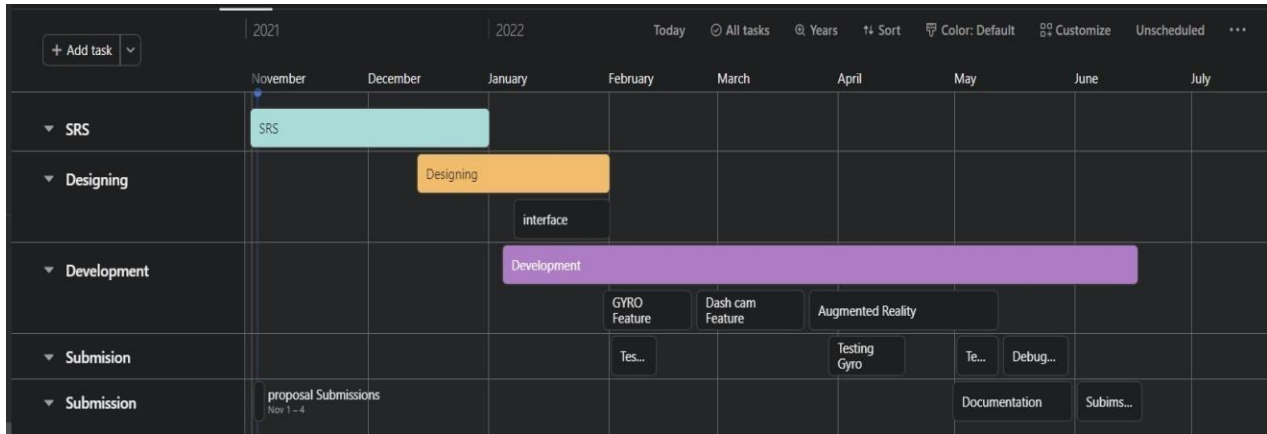 2021
2022
Today
All tasks
Years
Sort
Color: Default
Customize
Unscheduled
...
+ Add task
November
December
January
February
March
April
May
June
July
SRS
SRS
Designing
Designing
interface
Development
Development
GYRO
Feature
Dash cam
Feature
Augmented Reality
Submision
Tes...
Testing
Gyro
Te...
Debug...
Submission
proposal Submissions
Nov 1 – 4
Documentation
Subims...